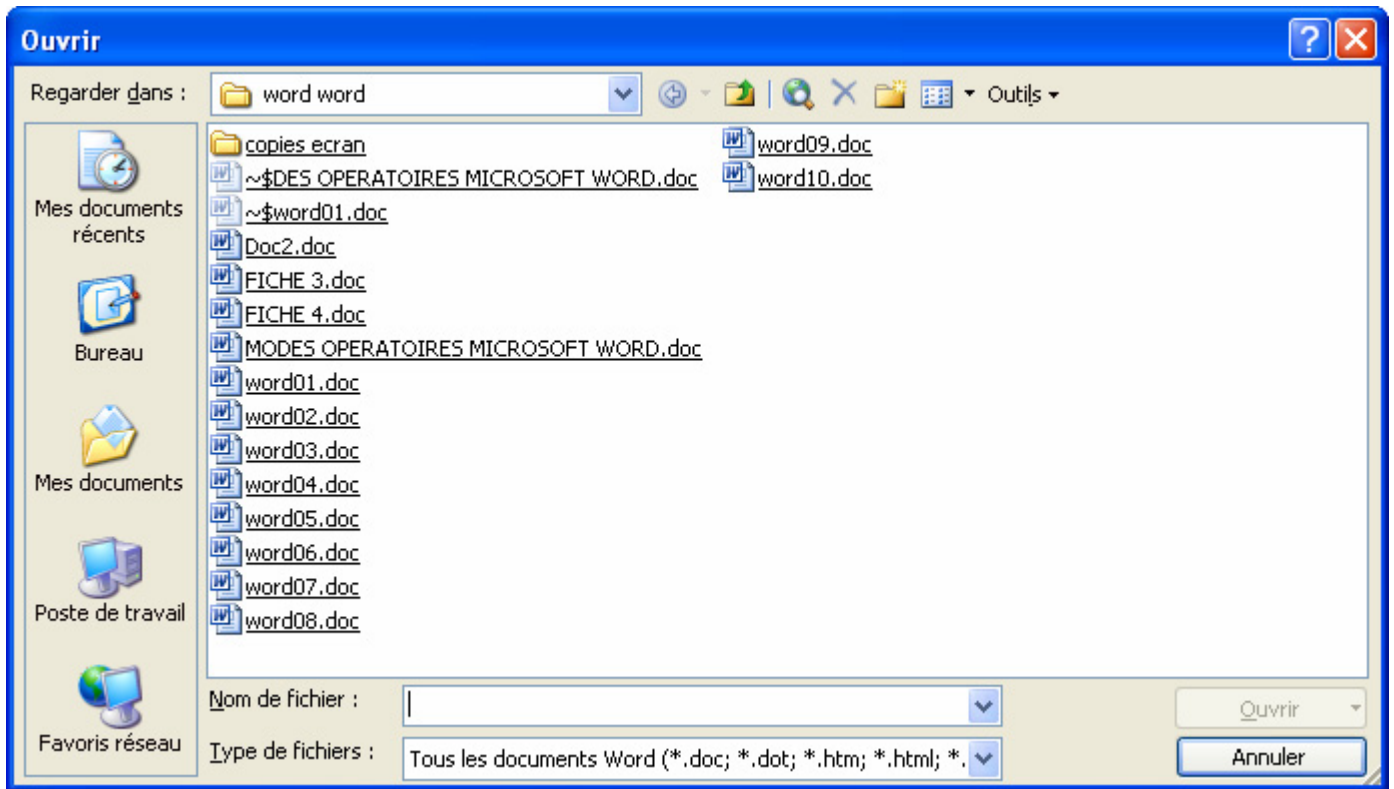 Ouvrir
Regarder dans :
word word
Outils
Mes documents
récents
Bureau
Mes documents
Poste de travail
Favoris réseau
copies ecran
~$DES OPERATOIRES MICROSOFT WORD.doc
~$word01.doc
Doc2.doc
FICHE 3.doc
FICHE 4.doc
MODES OPERATOIRES MICROSOFT WORD.doc
word01.doc
word02.doc
word03.doc
word04.doc
word05.doc
word06.doc
word07.doc
word08.doc
word09.doc
word10.doc
Nom de fichier :
Ouvrir
Type de fichiers :
Tous les documents Word (*.doc; *.dot; *.htm; *.html; *.
Annuler